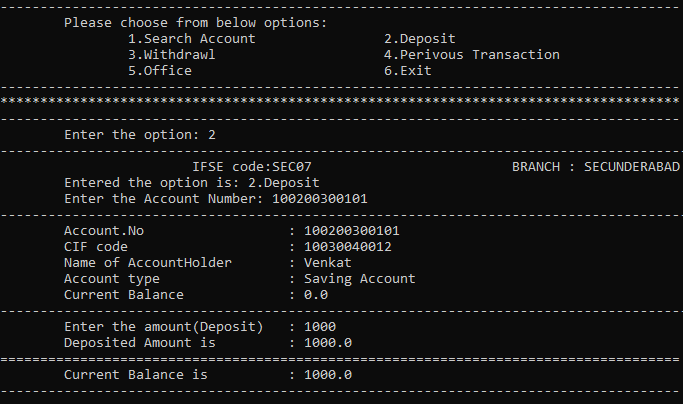 Please choose from below options:
1.Search Account 2.Deposit
3.Withdrawl 4.Perivous Transaction
5.Office 6.Exit
*************************************************************************************
Enter the option: 2
IFSE code:SEC07 BRANCH : SECUNDERABAD
Entered the option is: 2.Deposit
Enter the Account Number: 100200300101
Account.No : 100200300101
CIF code : 10030040012
Name of AccountHolder : Venkat
Account type : Saving Account
Current Balance : 0.0
Enter the amount(Deposit) : 1000
Deposited Amount is : 1000.0
=====================================================================================
Current Balance is : 1000.0